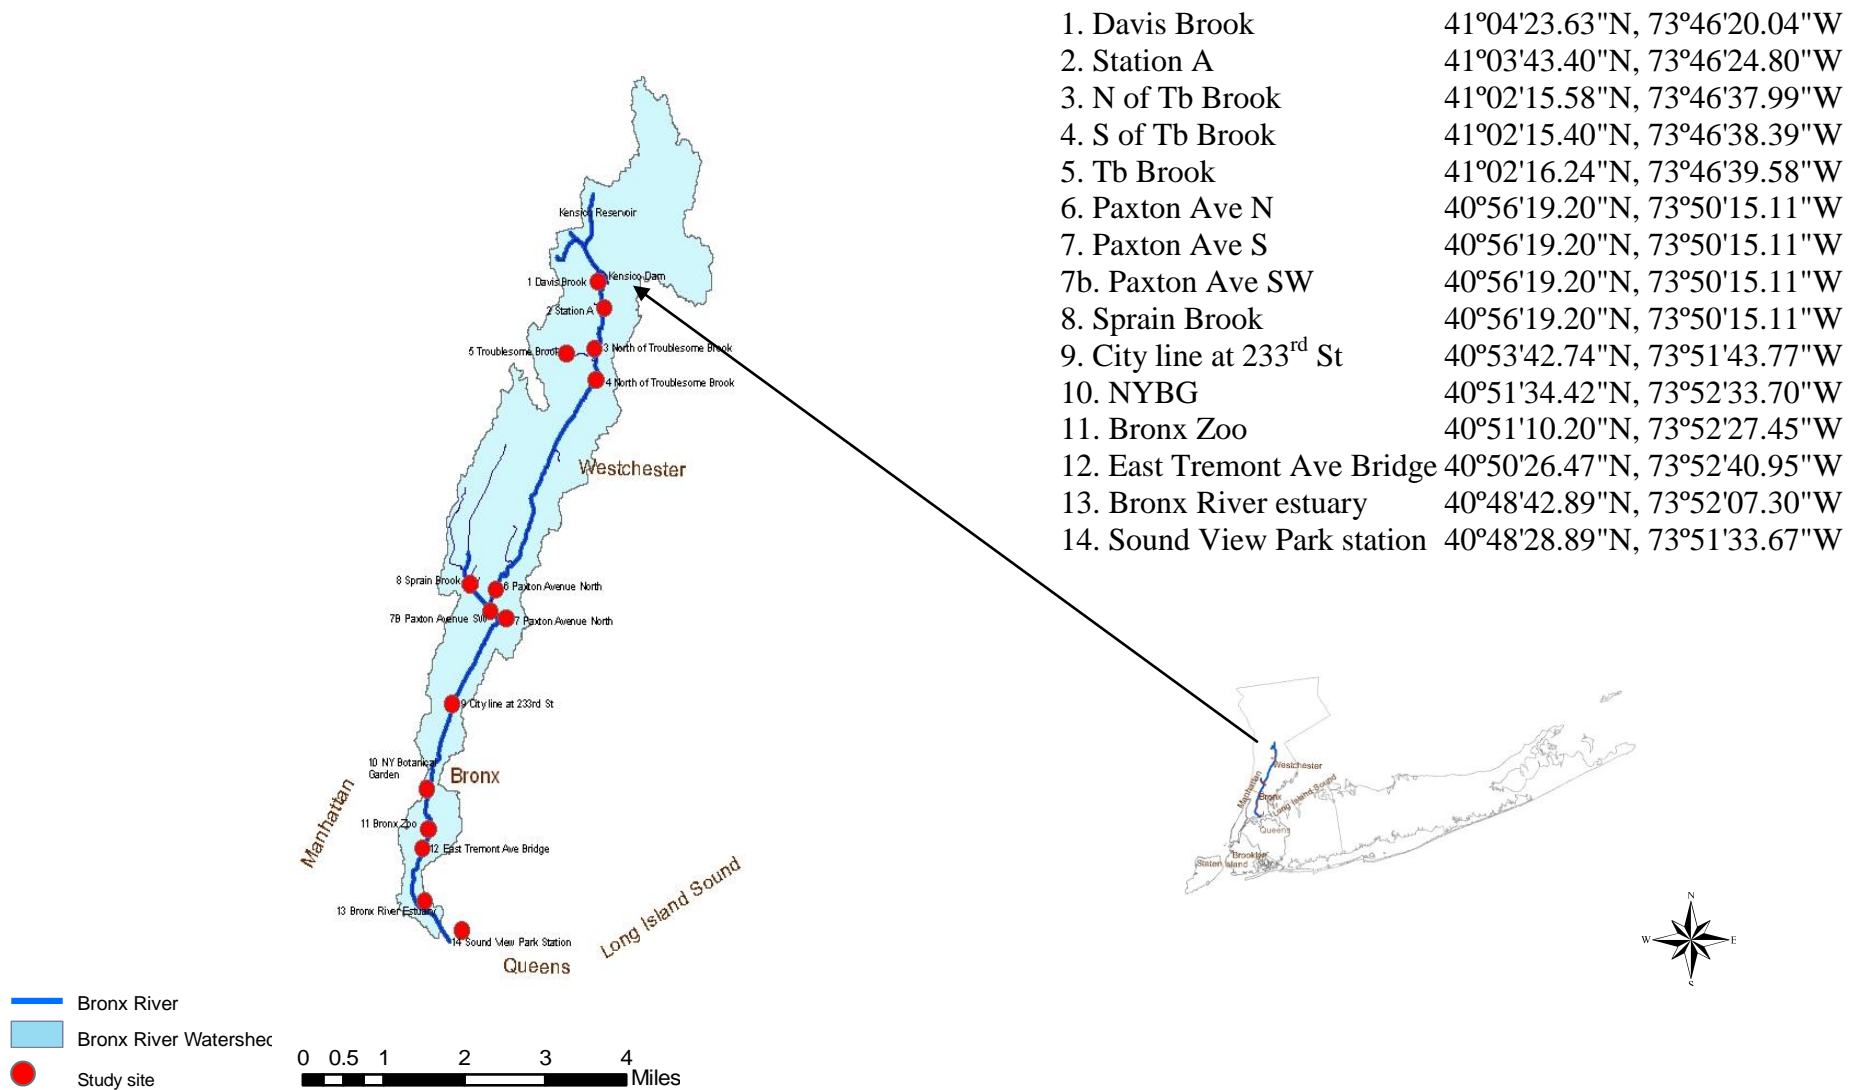 1. Davis Brook 41º04'23.63"N, 73º46'20.04"W
2. Station A 41º03'43.40"N, 73º46'24.80"W
3. N of Tb Brook 41º02'15.58"N, 73º46'37.99"W
4. S of Tb Brook 41º02'15.40"N, 73º46'38.39"W
5. Tb Brook 41º02'16.24"N, 73º46'39.58"W
6. Paxton Ave N 40º56'19.20"N, 73º50'15.11"W
7. Paxton Ave S 40º56'19.20"N, 73º50'15.11"W
7b. Paxton Ave SW 40º56'19.20"N, 73º50'15.11"W
8. Sprain Brook 40º56'19.20"N, 73º50'15.11"W
9. City line at 233rd St 40º53'42.74"N, 73º51'43.77"W
10. NYBG 40º51'34.42"N, 73º52'33.70"W
11. Bronx Zoo 40º51'10.20"N, 73º52'27.45"W
12. East Tremont Ave Bridge 40º50'26.47"N, 73º52'40.95"W
13. Bronx River estuary 40º48'42.89"N, 73º52'07.30"W
14. Sound View Park station 40º48'28.89"N, 73º51'33.67"W
Kensico Reservoir
Kensico Dam
1 Davis Brook
2 Station A
3 North of Troublesome Brook
5 Troublesome Brook
4 North of Troublesome Brook
Westchester
8 Sprain Brook
6 Paxton Avenue North
7B Paxton Avenue SW
7 Paxton Avenue North
9 City line at 233rd St
10 NY Botanical
Garden
Bronx
Manhattan
11 Bronx Zoo
12 East Tremont Ave Bridge
13 Bronx River Estuary
14 Sound View Park Station
Queens
Long Island Sound
Westchester
Manhattan
Bronx
Long Island Sound
Queens
Brooklyn
Staten Island
N
W E
S
Bronx River
Bronx River Watershed
Study site
0 0.5 1 2 3 4
Miles